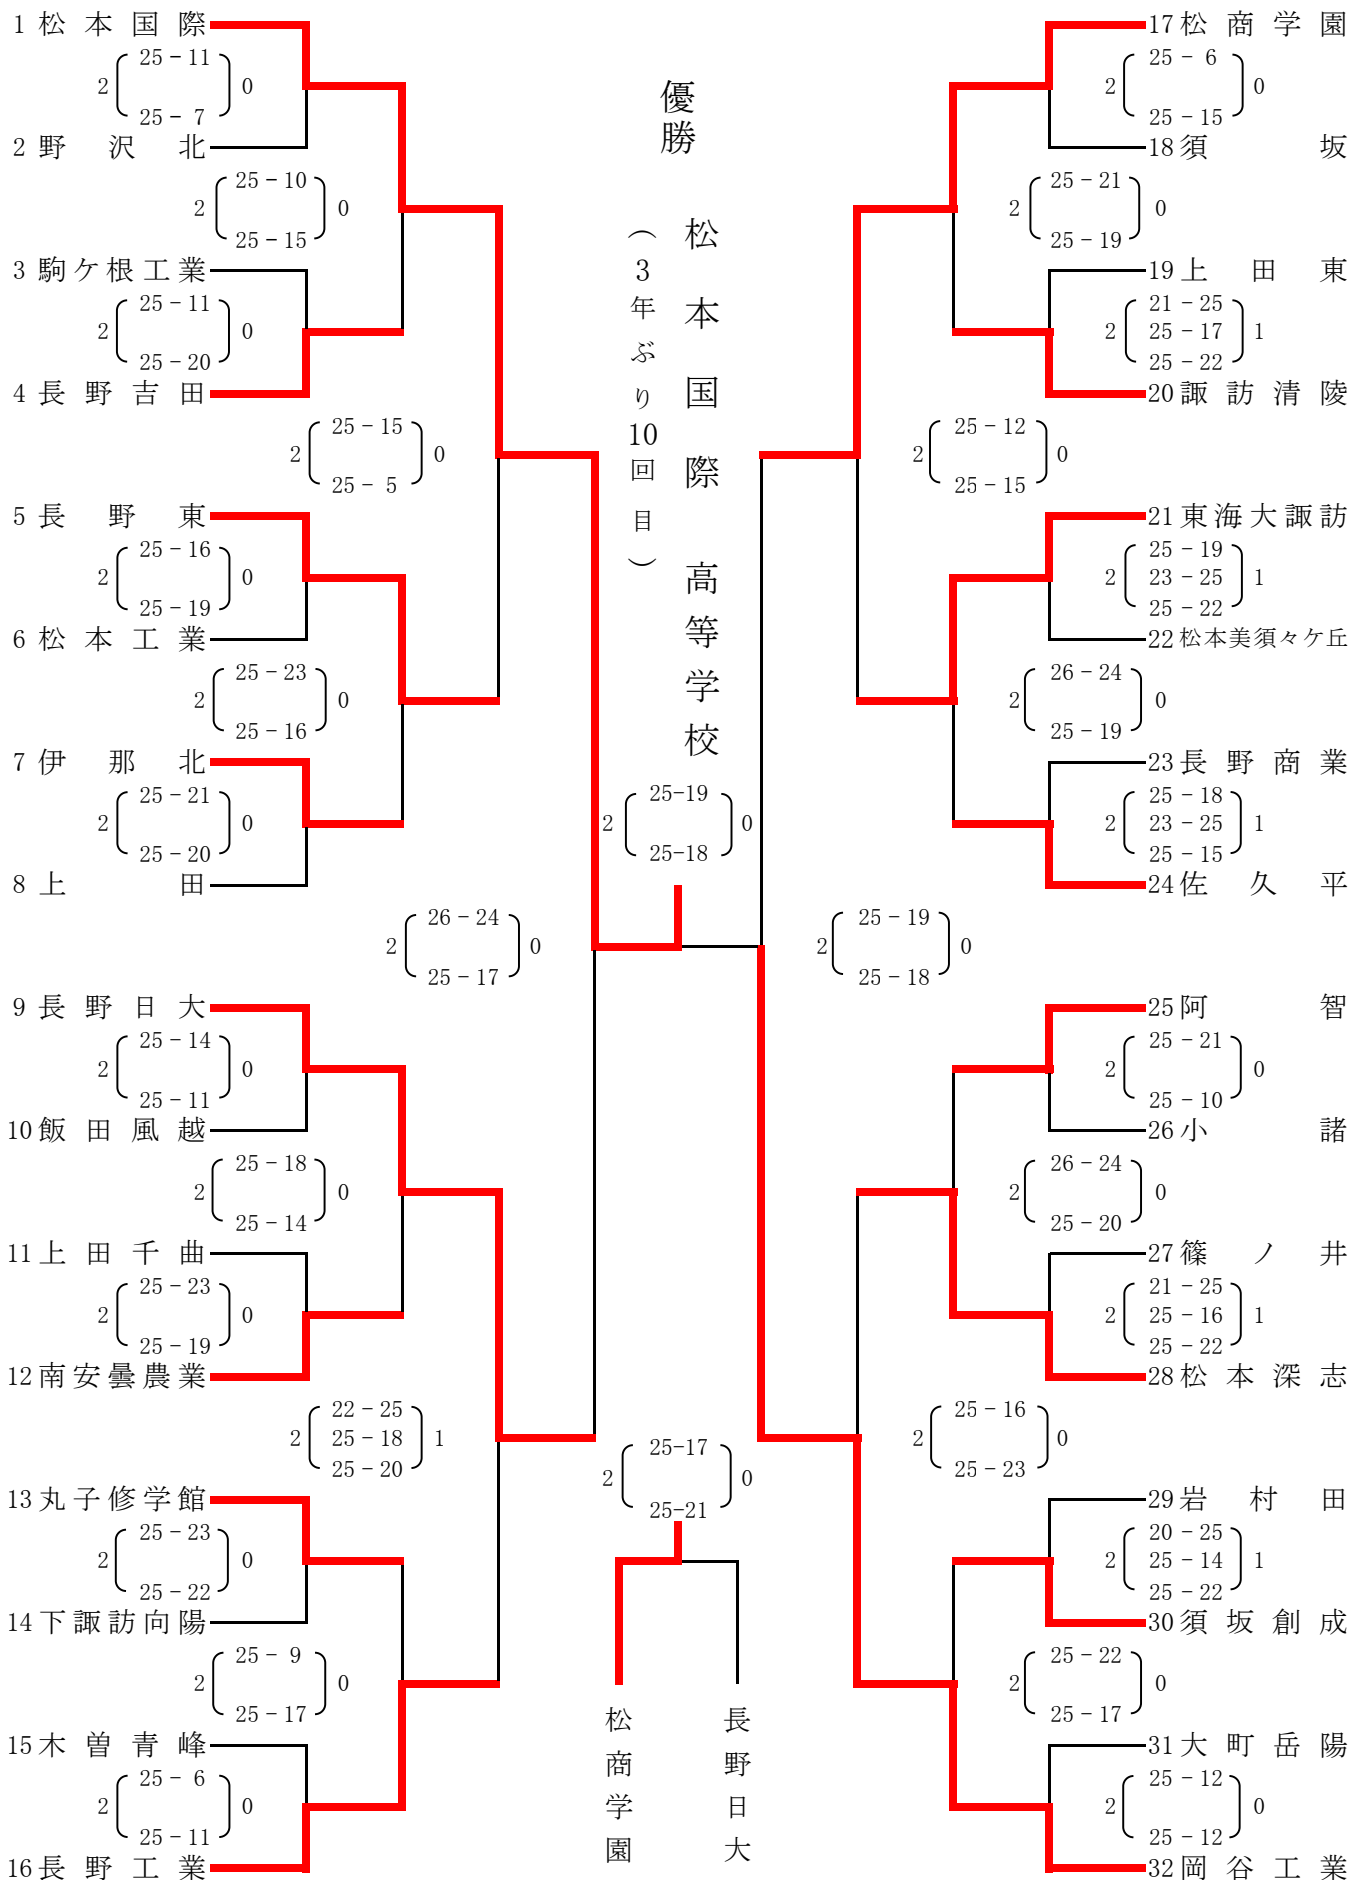 1 松本国際
25－11
2 0
25－ 7
2 野沢北
25－10
2 0
25－15
3 駒ケ根工業
25－11
2 0
25－20
4 長野吉田
25－15
2 0
25－ 5
5 長野東
25－16
2 0
25－19
6 松本工業
25－23
2 0
25－16
7 伊那北
25－21
2 0
25－20
8 上田
26－24
2 0
25－17
9 長野日大
25－14
2 0
25－11
10 飯田風越
25－18
2 0
25－14
11 上田千曲
25－23
2 0
25－19
12 南安曇農業
22－25
2 25－18 1
25－20
13 丸子修学館
25－23
2 0
25－22
14 下諏訪向陽
25－ 9
2 0
25－17
15 木曽青峰
25－ 6
2 0
25－11
16 長野工業
優勝
松本国際高等学校
（3年ぶり10回目）
25-19
2 0
25-18
25-17
2 0
25-21
松商学園
長野日大
17 松商学園
25－ 6
2 0
25－15
18 須坂
25－21
2 0
25－19
19 上田東
21－25
2 25－17 1
25－22
20 諏訪清陵
25－12
2 0
25－15
21 東海大諏訪
25－19
2 23－25 1
25－22
22 松本美須々ケ丘
26－24
2 0
25－19
23 長野商業
25－18
2 23－25 1
25－15
24 佐久平
25－19
2 0
25－18
25 阿智
25－21
2 0
25－10
26 小諸
26－24
2 0
25－20
27 篠ノ井
21－25
2 25－16 1
25－22
28 松本深志
25－16
2 0
25－23
29 岩村田
20－25
2 25－14 1
25－22
30 須坂創成
25－22
2 0
25－17
31 大町岳陽
25－12
2 0
25－12
32 岡谷工業